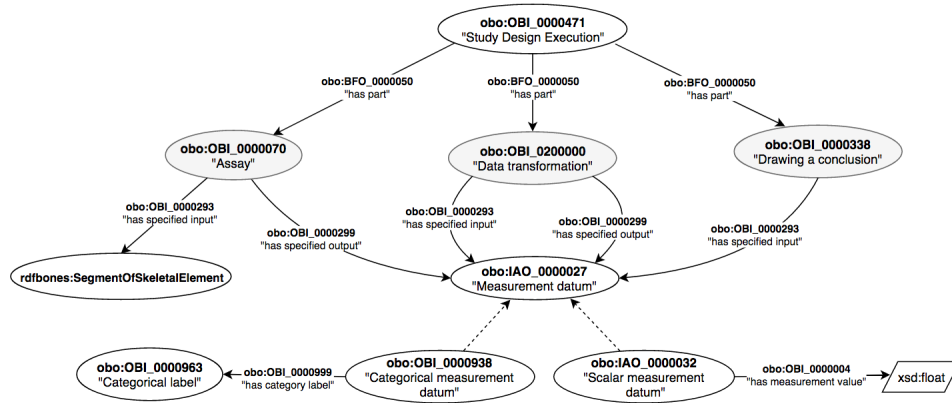 obo:OBI_0000471
"Study Design Execution"
obo:BFO_0000050
"has part"
obo:BFO_0000050
"has part"
obo:BFO_0000050
"has part"
obo:OBI_0000070
"Assay"
obo:OBI_0200000
"Data transformation"
obo:OBI_0000338
"Drawing a conclusion"
obo:OBI_0000293
"has specified input"
obo:OBI_0000299
"has specified output"
obo:OBI_0000293
"has specified input"
obo:OBI_0000299
"has specified output"
obo:OBI_0000293
"has specified input"
rdfbones:SegmentOfSkeletalElement
obo:IAO_0000027
"Measurement datum"
obo:OBI_0000963
"Categorical label"
obo:OBI_0000999
"has category label"
obo:OBI_0000938
"Categorical measurement
datum"
obo:IAO_0000032
"Scalar measurement
datum"
obo:OBI_0000004
"has measurement value"
xsd:float